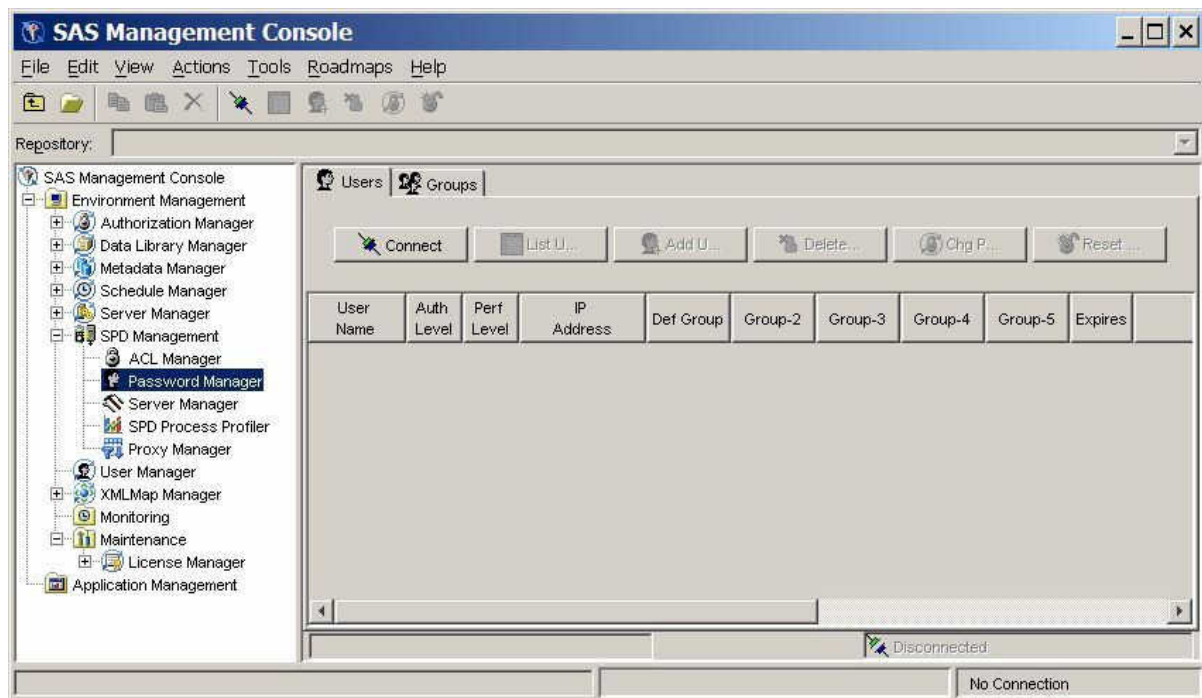 SAS Management Console
File Edit View Actions Tools Roadmaps Help
Repository:
SAS Management Console
Environment Management
Authorization Manager
Data Library Manager
Metadata Manager
Schedule Manager
Server Manager
SPD Management
ACL Manager
Password Manager
Server Manager
SPD Process Profiler
Proxy Manager
User Manager
XMLMap Manager
Monitoring
Maintenance
License Manager
Application Management
Users Groups
Connect List U... Add U... Delete... Chg P... Reset ...
User Name Auth Level Perf Level IP Address Def Group Group-2 Group-3 Group-4 Group-5 Expires
Disconnected
No Connection